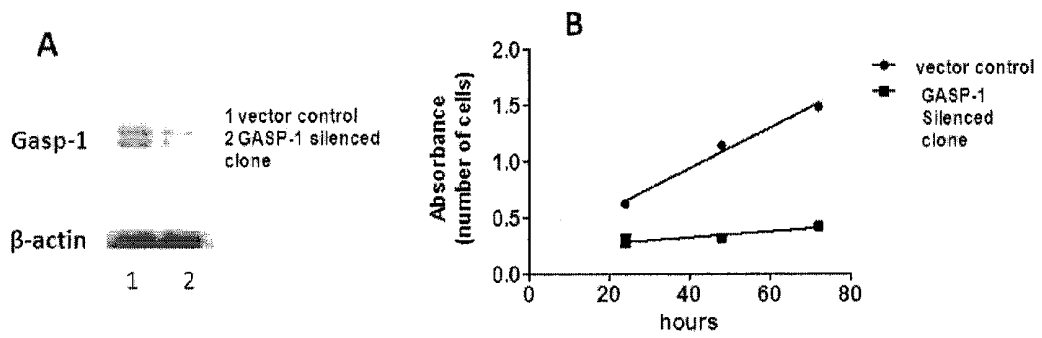 A
Gasp-1
1 vector control
2 GASP-1 silenced
clone
β-actin
1 2
B
Absorbance
(number of cells)
2.0
1.5
1.0
0.5
0.0
0 20 40 60 80
hours
vector control
GASP-1
Silenced
clone